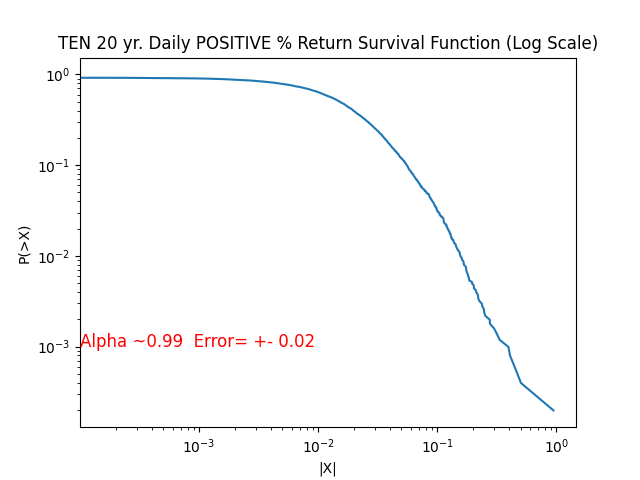 TEN 20 yr. Daily POSITIVE % Return Survival Function (Log Scale)
10⁰
10⁻¹
P(>X)
10⁻²
Alpha ~0.99  Error= +- 0.02
10⁻³
10⁻³ 10⁻² 10⁻¹ 10⁰
|X|